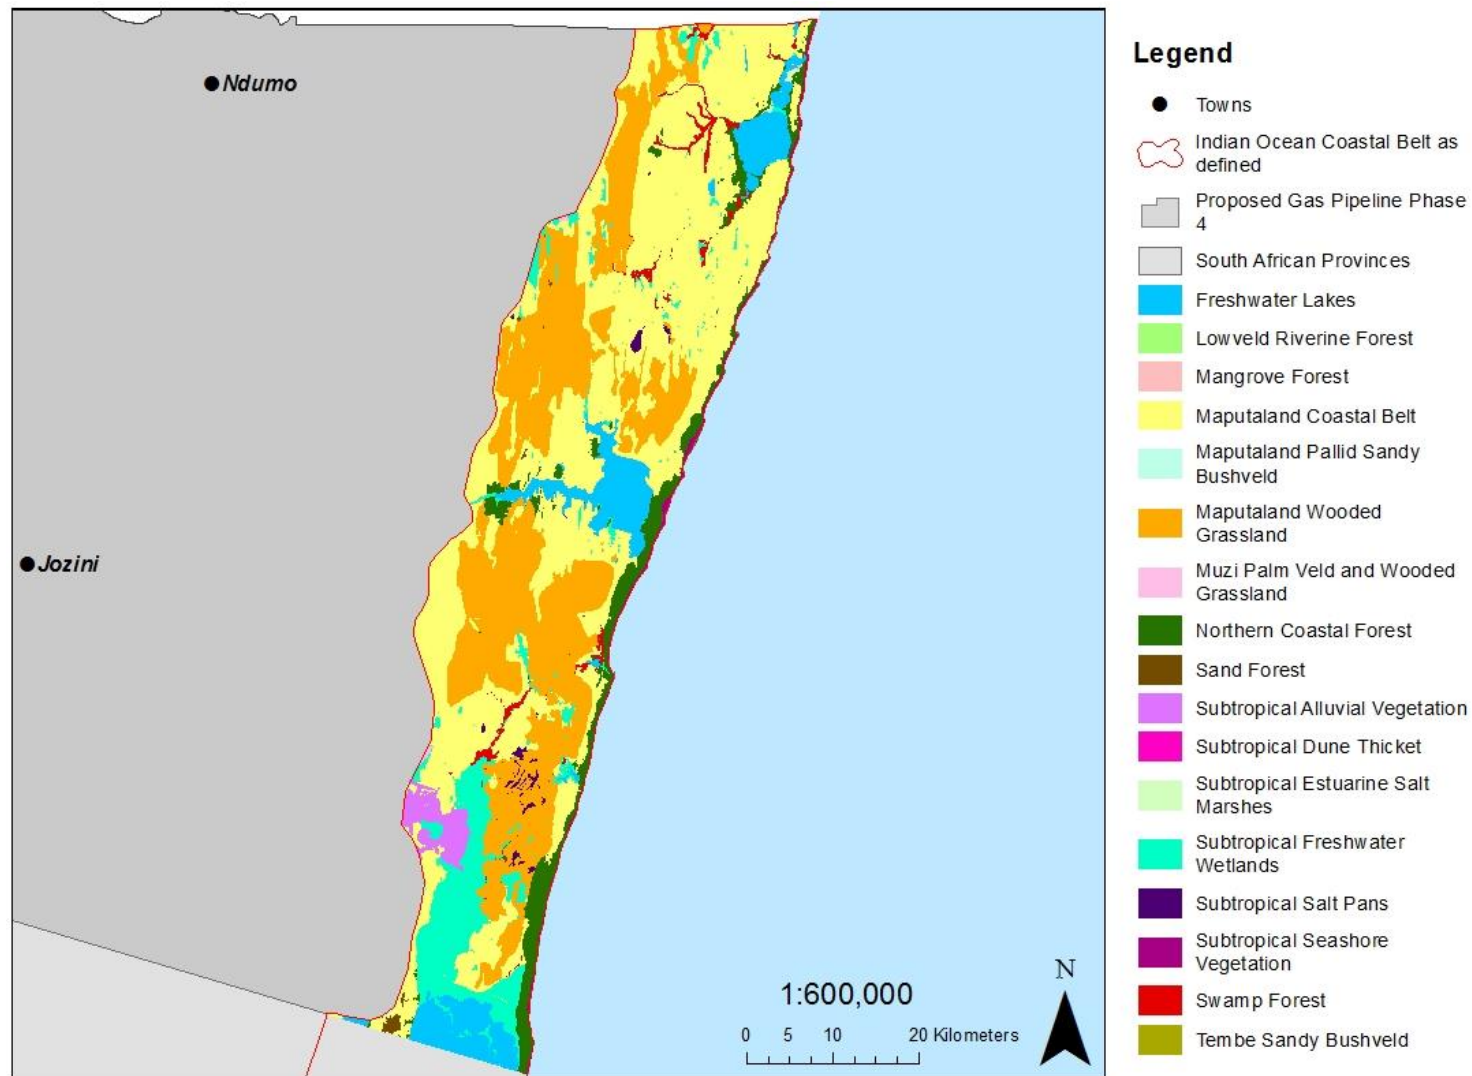 Ndumo
Jozini
1:600,000
0 5 10 20 Kilometers
N
Legend
Towns
Indian Ocean Coastal Belt as
defined
Proposed Gas Pipeline Phase
4
South African Provinces
Freshwater Lakes
Lowveld Riverine Forest
Mangrove Forest
Maputaland Coastal Belt
Maputaland Pallid Sandy
Bushveld
Maputaland Wooded
Grassland
Muzi Palm Veld and Wooded
Grassland
Northern Coastal Forest
Sand Forest
Subtropical Alluvial Vegetation
Subtropical Dune Thicket
Subtropical Estuarine Salt
Marshes
Subtropical Freshwater
Wetlands
Subtropical Salt Pans
Subtropical Seashore
Vegetation
Swamp Forest
Tembe Sandy Bushveld